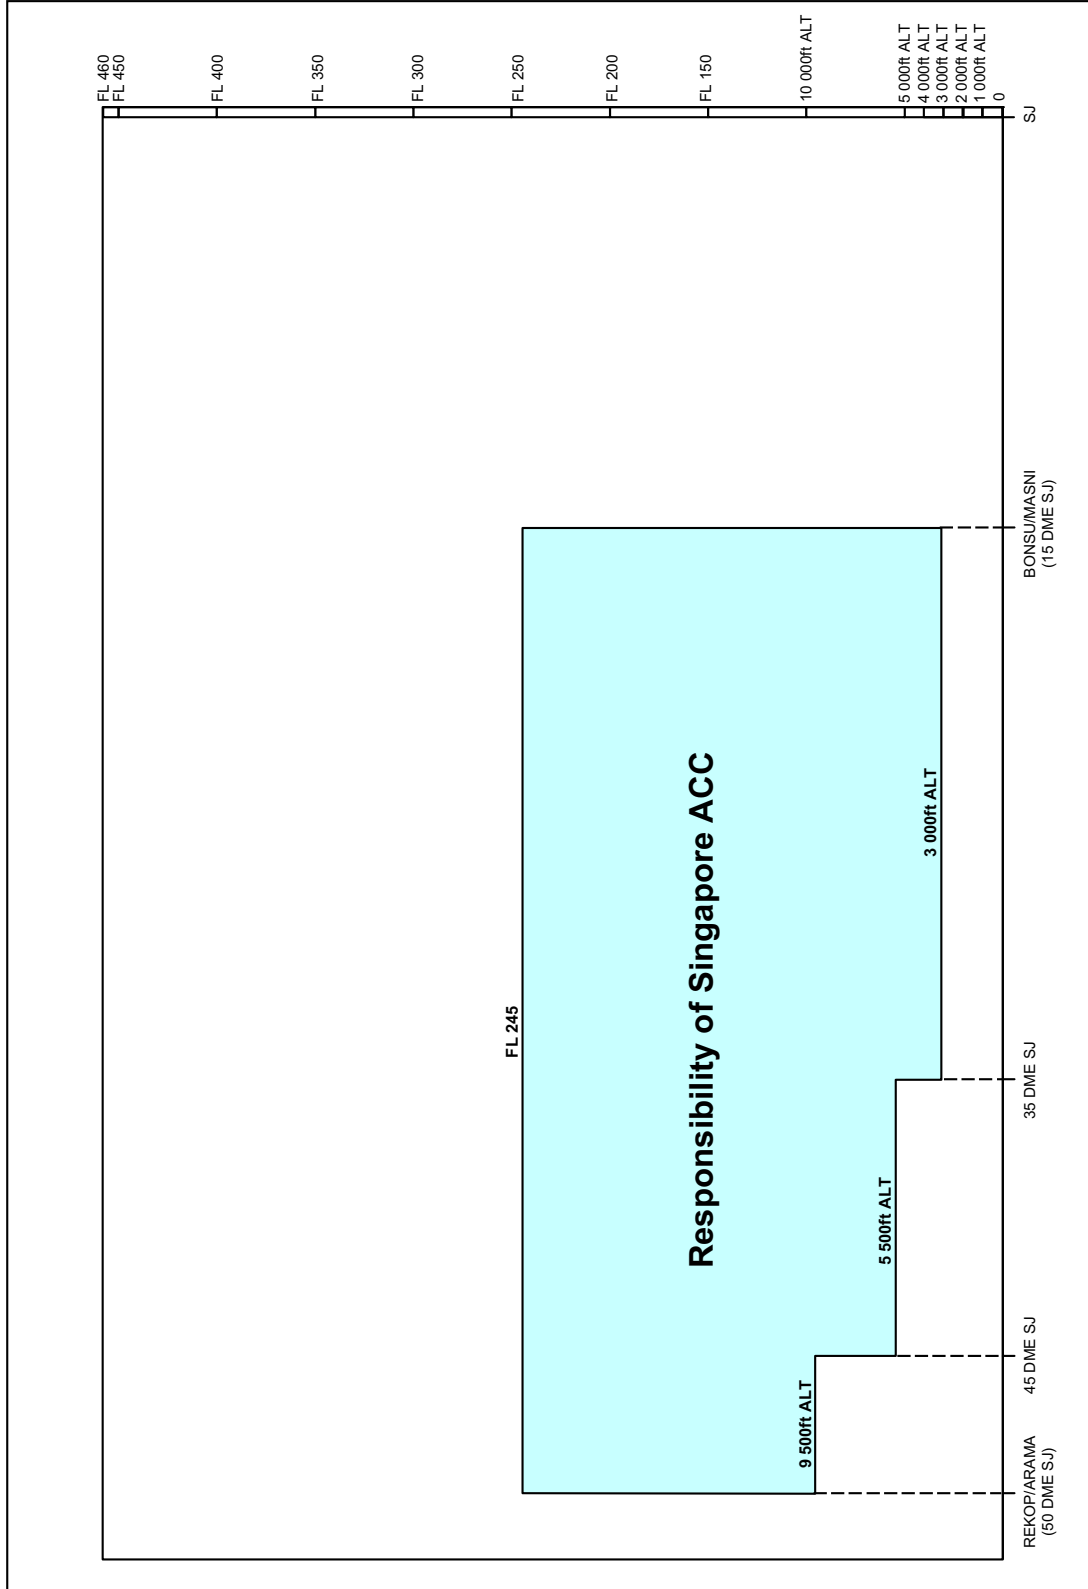 FL 460
FL 450
FL 400
FL 350
FL 300
FL 250
FL 200
FL 150
10 000ft ALT
5 000ft ALT
4 000ft ALT
3 000ft ALT
2 000ft ALT
1 000ft ALT
0
FL 245
Responsibility of Singapore ACC
9 500ft ALT
5 500ft ALT
3 000ft ALT
REKOP/ARAMA
(50 DME SJ)
45 DME SJ
35 DME SJ
BONSU/MASNI
(15 DME SJ)
SJ